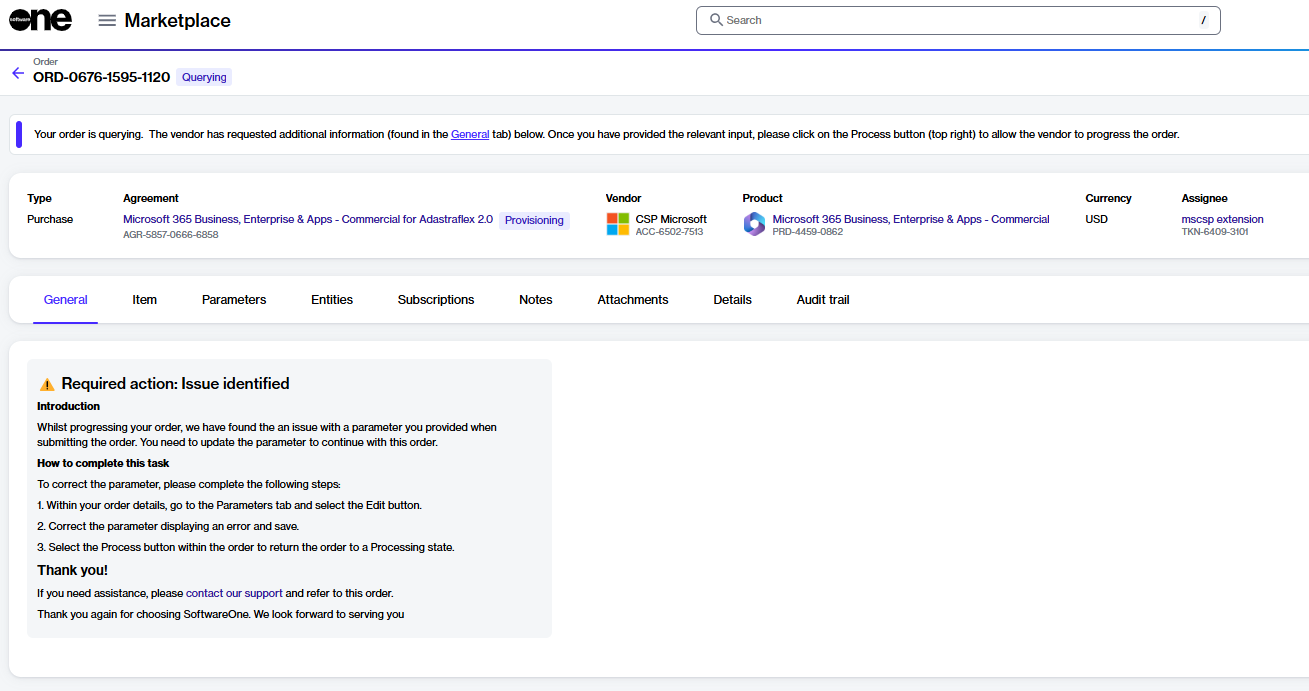 software one
Marketplace
Search
/
Order
ORD-0676-1595-1120 Querying
Your order is querying. The vendor has requested additional information (found in the General tab) below. Once you have provided the relevant input, please click on the Process button (top right) to allow the vendor to progress the order.
Type Agreement Vendor Product Currency Assignee
Purchase Microsoft 365 Business, Enterprise & Apps - Commercial for Adastraflex 2.0 Provisioning CSP Microsoft Microsoft 365 Business, Enterprise & Apps - Commercial USD mscsp extension
AGR-5857-0666-6858 ACC-6502-7513 PRD-4459-0862 TKN-6409-3101
General Item Parameters Entities Subscriptions Notes Attachments Details Audit trail
Required action: Issue identified
Introduction
Whilst progressing your order, we have found the an issue with a parameter you provided when
submitting the order. You need to update the parameter to continue with this order.
How to complete this task
To correct the parameter, please complete the following steps:
1. Within your order details, go to the Parameters tab and select the Edit button.
2. Correct the parameter displaying an error and save.
3. Select the Process button within the order to return the order to a Processing state.
Thank you!
If you need assistance, please contact our support and refer to this order.
Thank you again for choosing SoftwareOne. We look forward to serving you